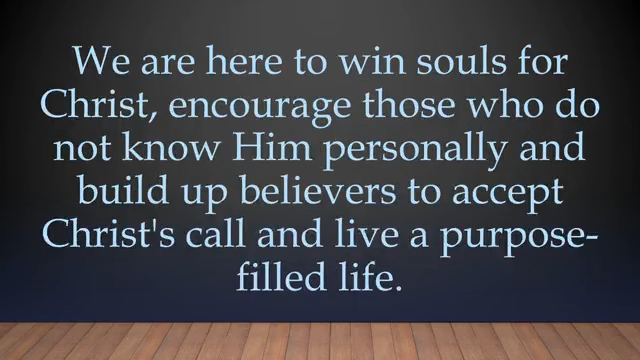 We are here to win souls for
Christ, encourage those who do
not know Him personally and
build up believers to accept
Christ's call and live a purpose-
filled life.